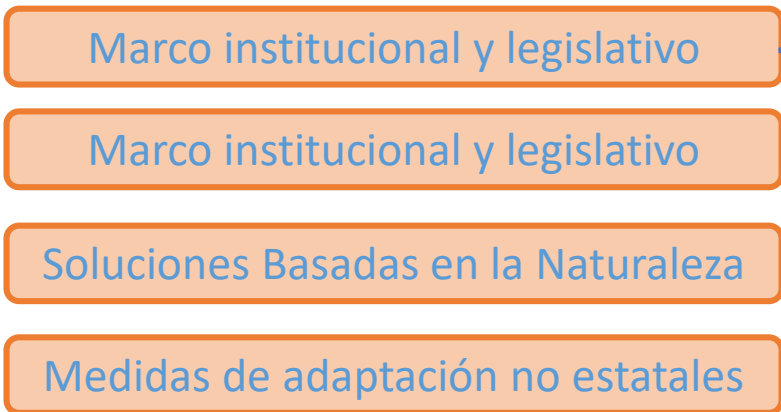 Marco institucional y legislativo
Marco institucional y legislativo
Soluciones Basadas en la Naturaleza
Medidas de adaptación no estatales